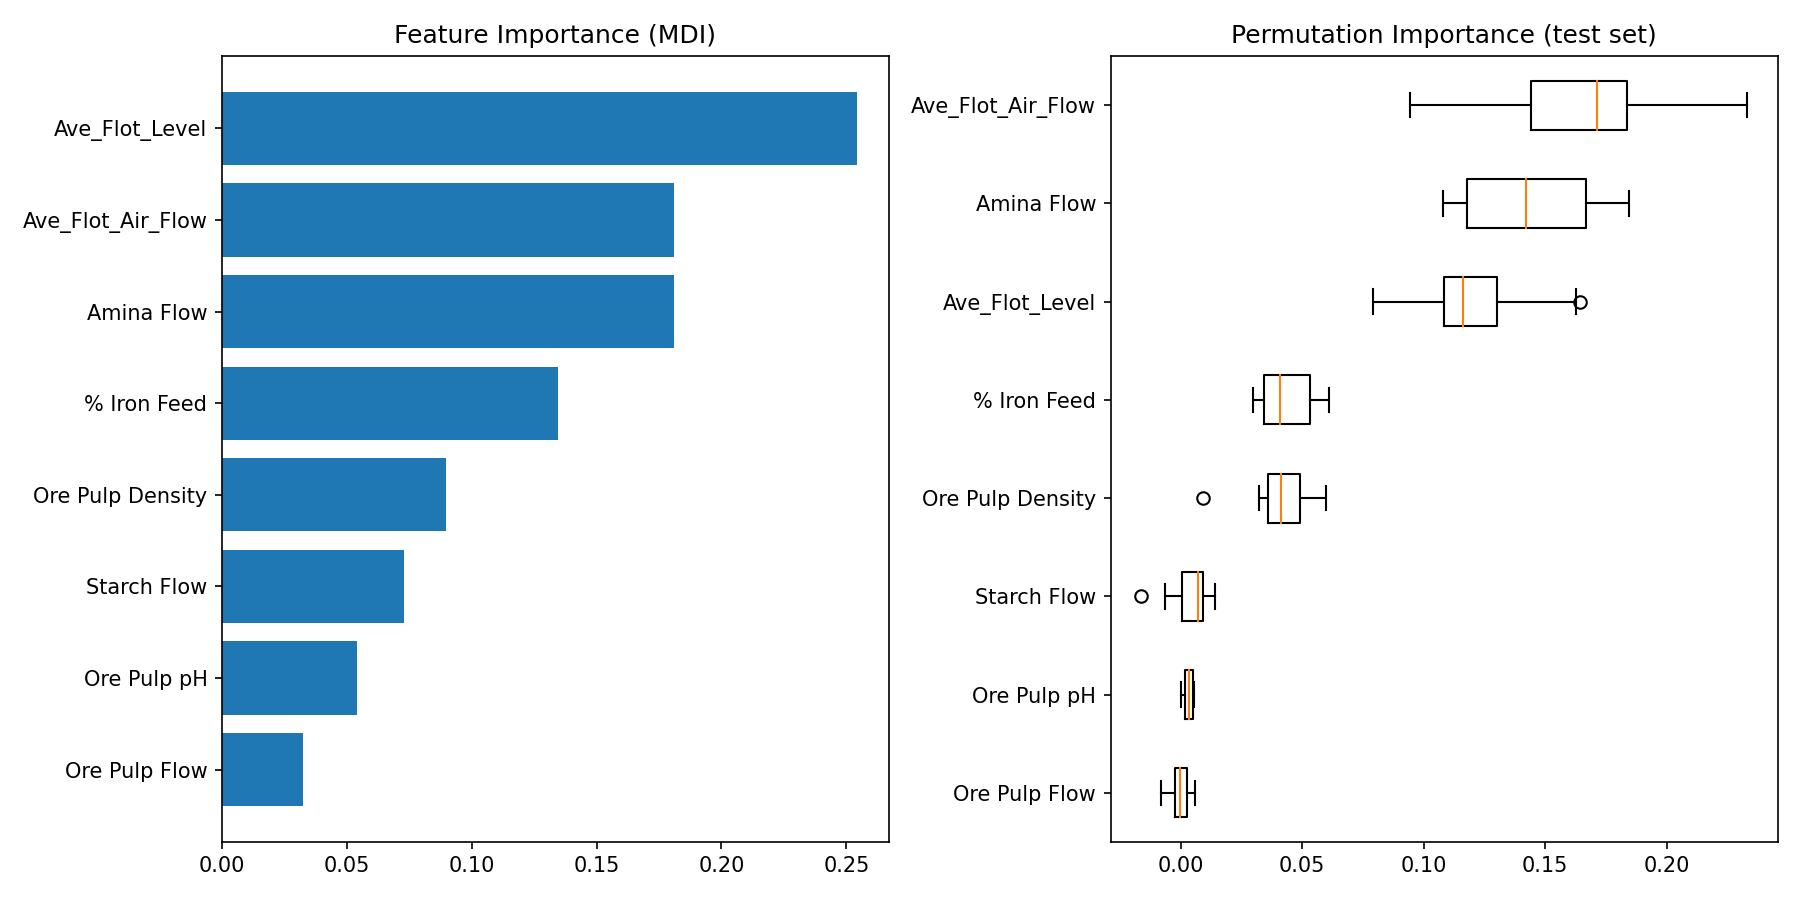 Feature Importance (MDI)
Ave_Flot_Level
Ave_Flot_Air_Flow
Amina Flow
% Iron Feed
Ore Pulp Density
Starch Flow
Ore Pulp pH
Ore Pulp Flow
0.00 0.05 0.10 0.15 0.20 0.25
Permutation Importance (test set)
Ave_Flot_Air_Flow
Amina Flow
Ave_Flot_Level
% Iron Feed
Ore Pulp Density
Starch Flow
Ore Pulp pH
Ore Pulp Flow
0.00 0.05 0.10 0.15 0.20